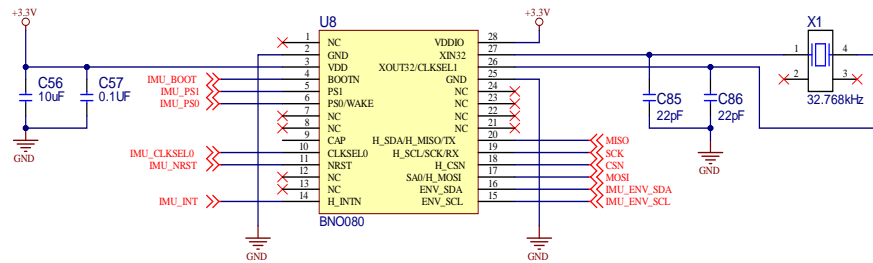 +3.3V
U8
+3.3V
X1
1 NC VDDIO 28
2 GND XIN32 27
3 VDD XOUT32/CLKSEL1 26
IMU_BOOT 4 BOOTN GND 25
IMU_PS1 5 PS1 NC 24
IMU_PS0 6 PS0/WAKE NC 23
7 NC NC 22
8 NC NC 21
9 CAP H_SDA/H_MISO/TX 20 MISO
IMU_CLKSEL0 10 CLKSEL0 H_SCL/SCK/RX 19 SCK
IMU_NRST 11 NRST H_CSN 18 CSN
12 NC SA0/H_MOSI 17 MOSI
13 NC ENV_SDA 16 IMU_ENV_SDA
IMU_INT 14 H_INTN ENV_SCL 15 IMU_ENV_SCL
BNO080
C56
10uF
C57
0.1UF
GND
GND
GND
C85
22pF
C86
22pF
GND
1 4
2 3
32.768kHz